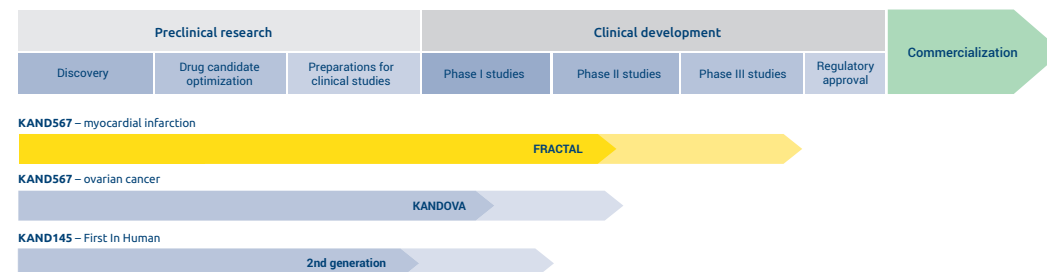 Preclinical research
Clinical development
Commercialization
Discovery
Drug candidate
optimization
Preparations for
clinical studies
Phase I studies
Phase II studies
Phase III studies
Regulatory
approval
KAND567 – myocardial infarction
FRACTAL
KAND567 – ovarian cancer
KANDOVA
KAND145 – First In Human
2nd generation